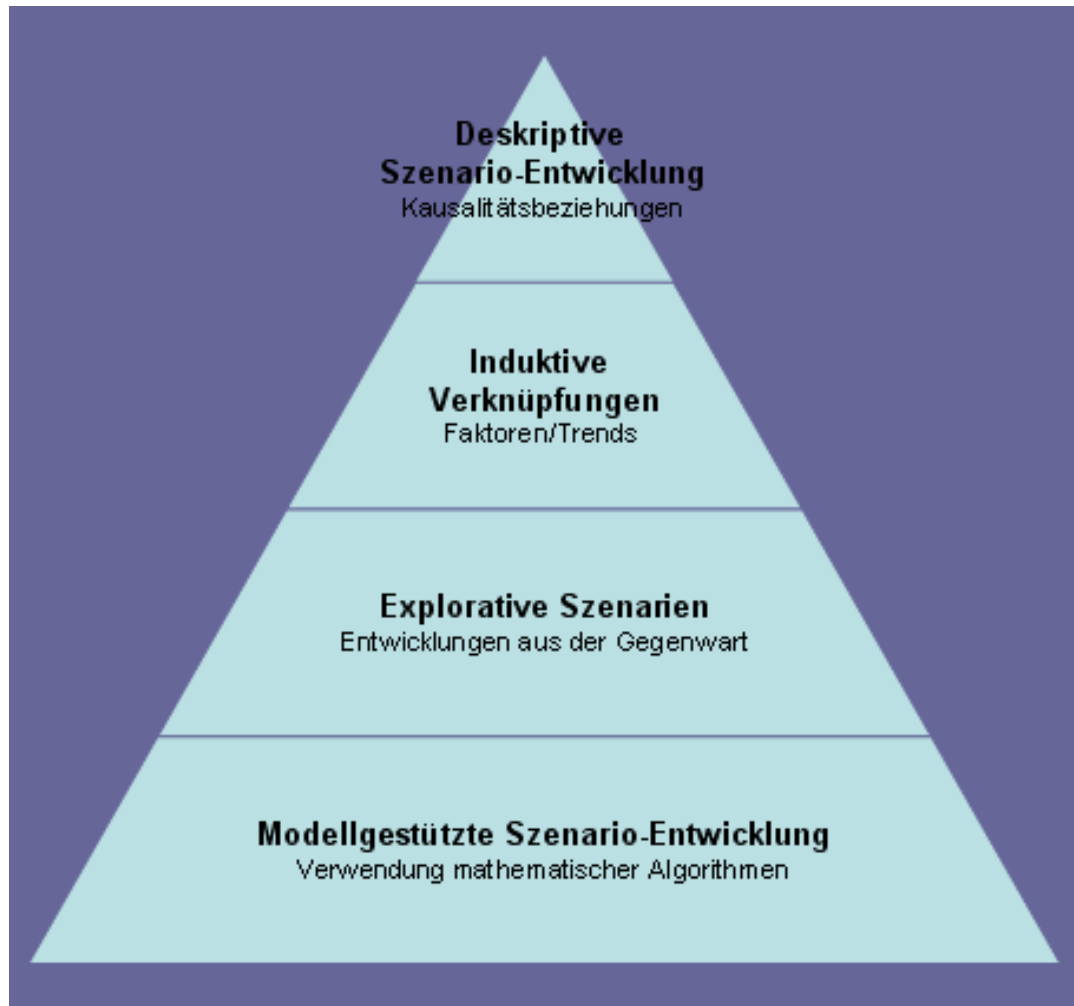 Deskriptive
Szenario-Entwicklung
Kausalitätsbeziehungen
Induktive
Verknüpfungen
Faktoren/Trends
Explorative Szenarien
Entwicklungen aus der Gegenwart
Modellgestützte Szenario-Entwicklung
Verwendung mathematischer Algorithmen